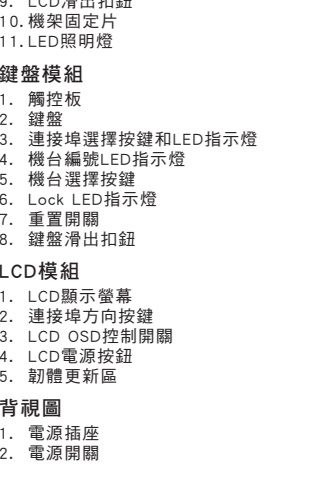 9. LCD滑出扣鈕
10. 機架固定片
11. LED照明燈
鍵盤模組
1. 觸控板
2. 鍵盤
3. 連接埠選擇按鍵和LED指示燈
4. 機台編號LED指示燈
5. 機台選擇按鍵
6. Lock LED指示燈
7. 重置開關
8. 鍵盤滑出扣鈕
LCD模組
1. LCD顯示螢幕
2. 連接埠方向按鍵
3. LCD OSD控制開關
4. LCD電源按鈕
5. 韌體更新區
背視圖
1. 電源插座
2. 電源開關